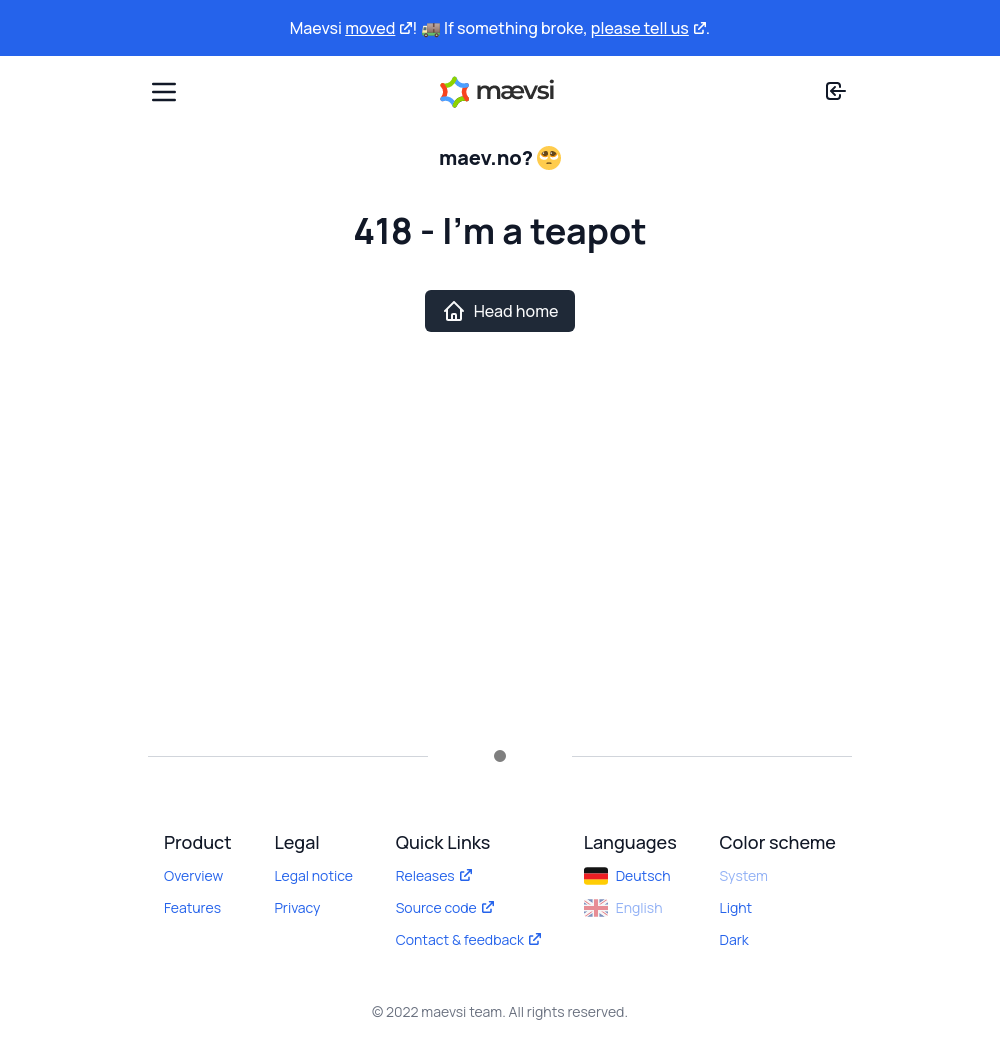 Maevsi moved ! 🚚 If something broke, please tell us .
mævsi
maev.no? 🥺
418 - I'm a teapot
Head home
Product
Overview
Features
Legal
Legal notice
Privacy
Quick Links
Releases
Source code
Contact & feedback
Languages
Deutsch
English
Color scheme
System
Light
Dark
© 2022 maevsi team. All rights reserved.